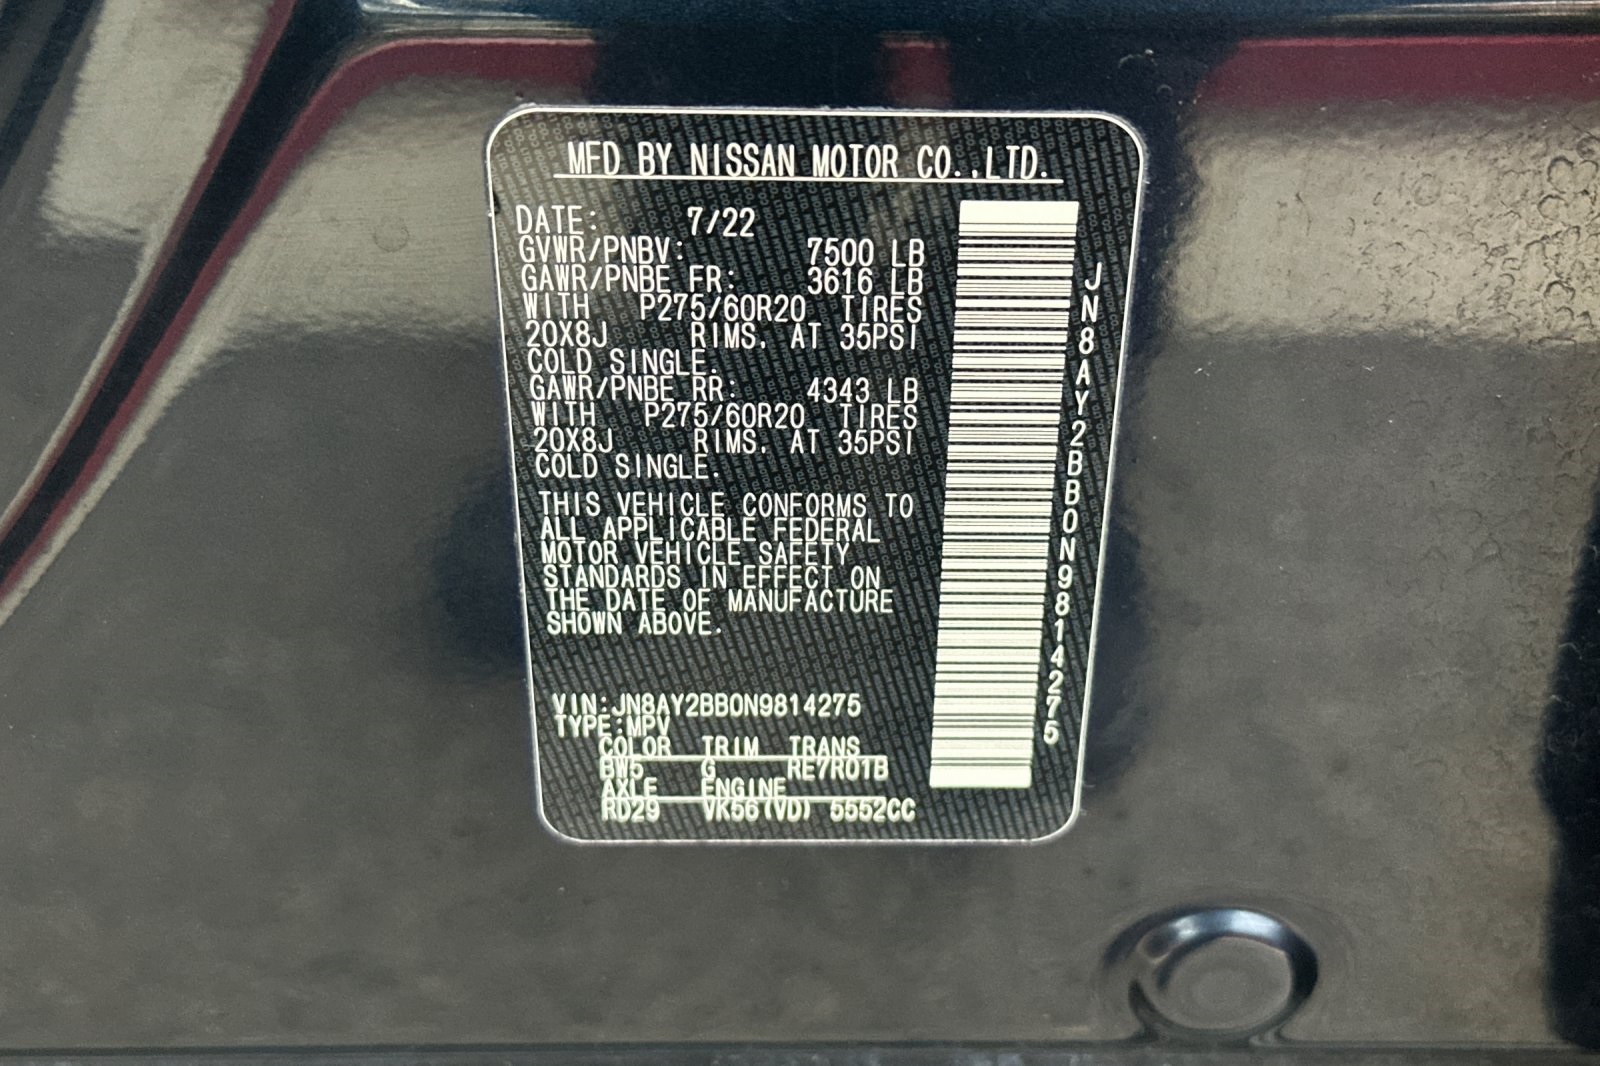 MFD BY NISSAN MOTOR CO.,LTD.
DATE: 7/22
GVWR/PNBV: 7500 LB
GAWR/PNBE FR: 3616 LB
WITH P275/60R20 TIRES
20X8J RIMS, AT 35PSI
COLD SINGLE.
GAWR/PNBE RR: 4343 LB
WITH P275/60R20 TIRES
20X8J RIMS, AT 35PSI
COLD SINGLE.
THIS VEHICLE CONFORMS TO
ALL APPLICABLE FEDERAL
MOTOR VEHICLE SAFETY
STANDARDS IN EFFECT ON
THE DATE OF MANUFACTURE
SHOWN ABOVE.
VIN:JN8AY2BB0N9814275
TYPE:MPV
COLOR TRIM TRANS
BW5 G RE7R01B
AXLE ENGINE
RD29 VK56(VD) 5552CC
JN8AY2BB0N9814275